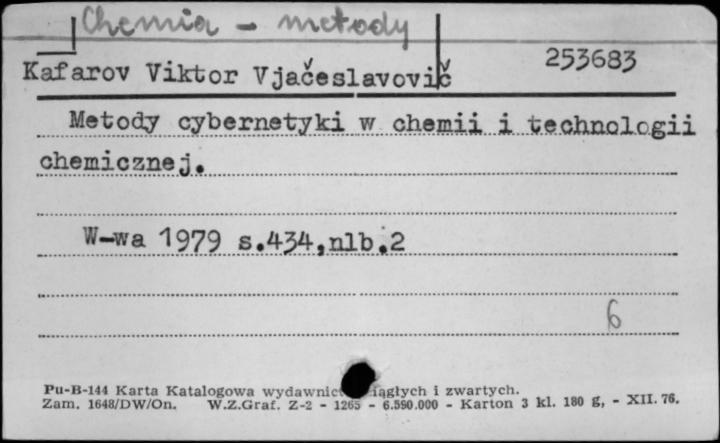 Chemia - metody
253683
Kafarov Viktor Vjačeslavovič
Metody cybernetyki w chemii i technologii
chemicznej.
W-wa 1979 s.434,nlb.2
6
Pu-B-144 Karta Katalogowa wydawnic iągłych i zwartych.
Zam. 1648/DW/On. W.Z.Graf. Z-2 - 1265 - 6.590.000 - Karton 3 kl. 180 g, - XII. 76.